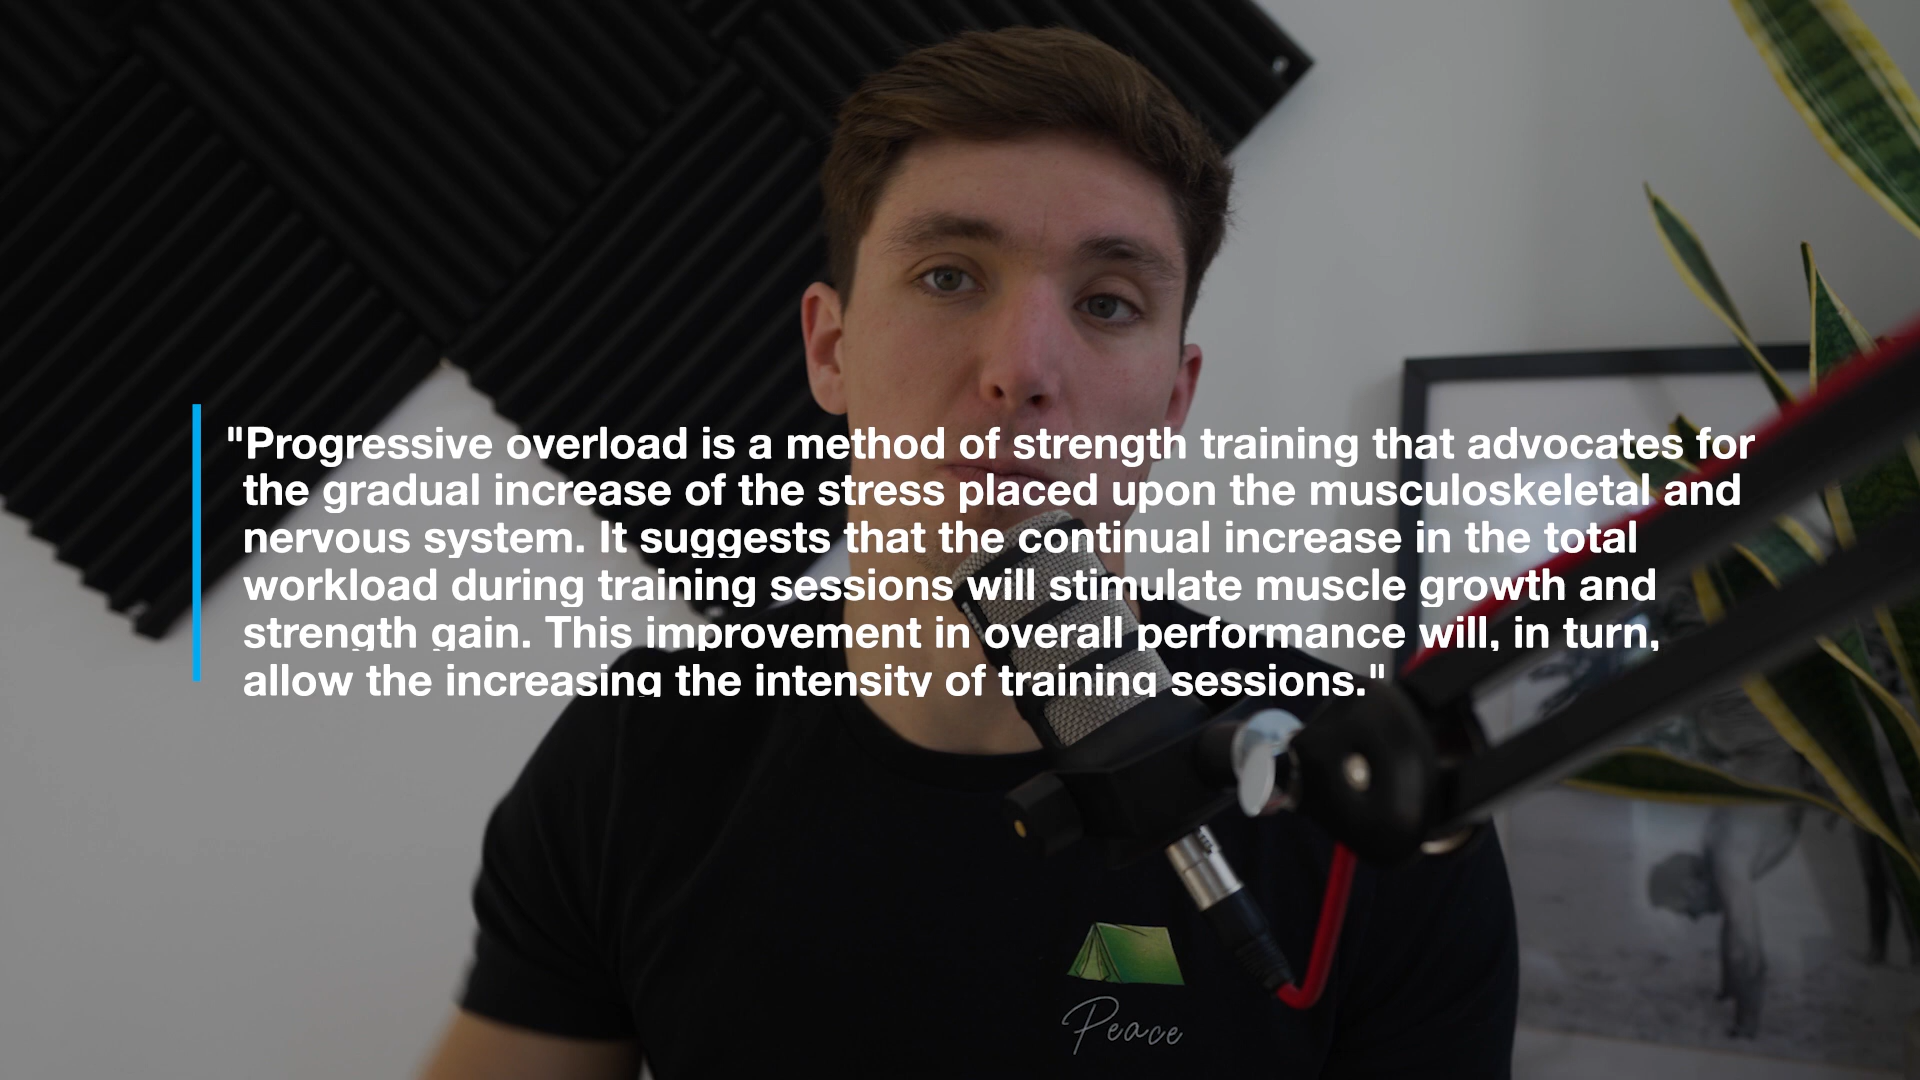 "Progressive overload is a method of strength training that advocates for
the gradual increase of the stress placed upon the musculoskeletal and
nervous system. It suggests that the continual increase in the total
workload during training sessions will stimulate muscle growth and
strength gain. This improvement in overall performance will, in turn,
allow the increasing the intensity of training sessions."
Peace